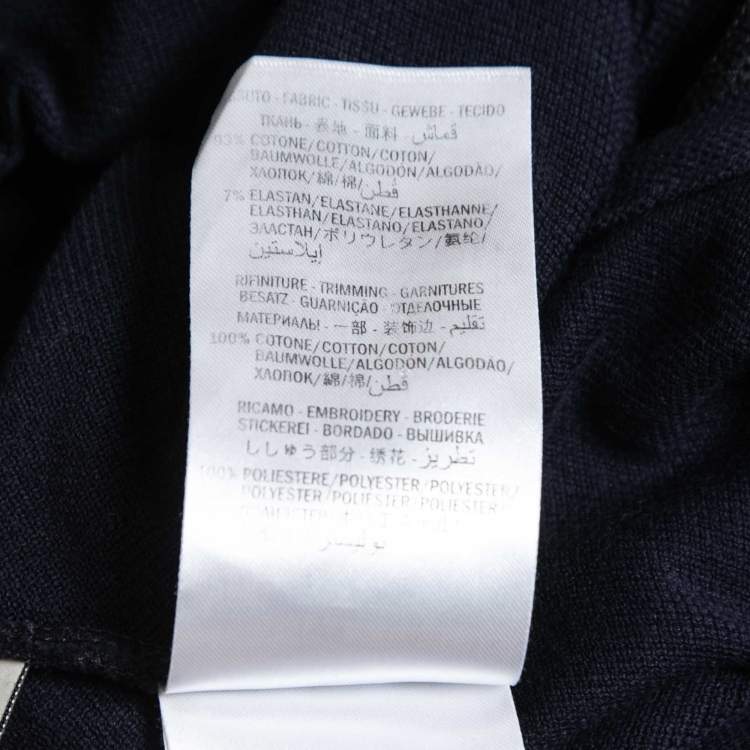 - FABRIC - TISSU - GEWEBE - TECIDO
ТКАНЬ - 表地 - 面料 - قماش
93% COTONE/COTTON/COTON/
BAUMWOLLE/ALGODÓN/ALGODÃO/
ХЛОПОК/綿/棉/قطن
7% ELASTAN/ELASTANE/ELASTHANNE/
ELASTHAN/ELASTANO/ELASTANO/
ЭЛАСТАН/ポリウレタン/氨纶/
إيلاستين
RIFINITURE - TRIMMING - GARNITURES
BESATZ - GUARNIÇÃO - ОТДЕЛОЧНЫЕ
МАТЕРИАЛЫ - 一部 - 装饰边 - تقليم
100% COTONE/COTTON/COTON/
BAUMWOLLE/ALGODÓN/ALGODÃO/
ХЛОПОК/綿/棉/قطن
RICAMO - EMBROIDERY - BRODERIE
STICKEREI - BORDADO - ВЫШИВКА
ししゅう部分 - 绣花 - تطريز
100% POLIESTERE/POLYESTER/POLYESTER/
POLYESTER/POLIÉSTER/POLIÉSTER
بوليستر